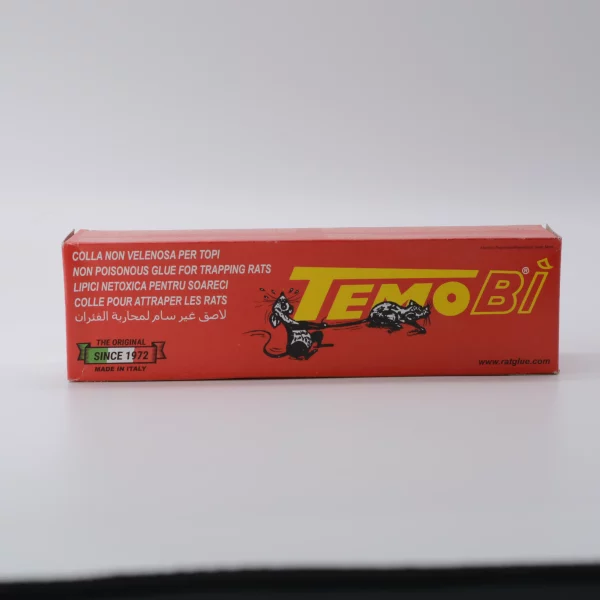 COLLA NON VELENOSA PER TOPI
NON POISONOUS GLUE FOR TRAPPING RATS
LIPICI NETOXICA PENTRU SOARECI
COLLE POUR ATTRAPER LES RATS
لاصق غير سام لمحاربة الفئران
TEMOBÌ®
THE ORIGINAL
SINCE 1972
MADE IN ITALY
www.ratglue.com